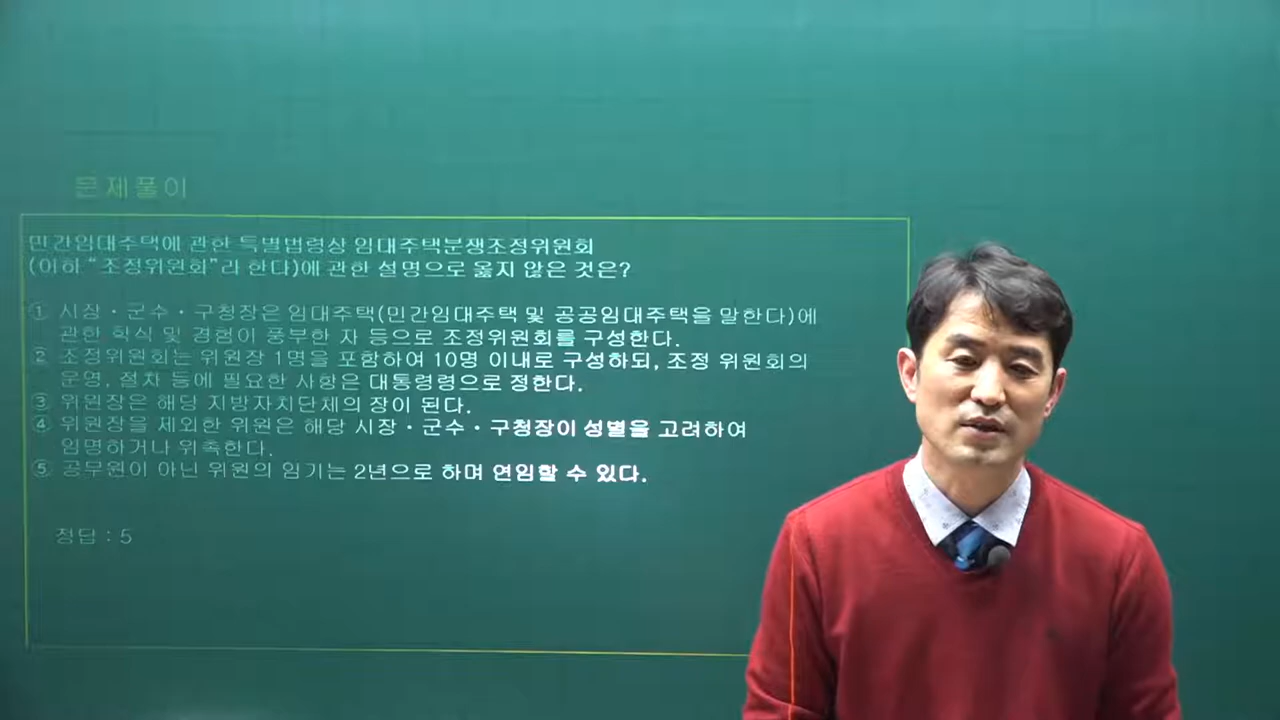 문제풀이
민간임대주택에 관한 특별법령상 임대주택분쟁조정위원회
(이하 "조정위원회"라 한다)에 관한 설명으로 옳지 않은 것은?
① 시장·군수·구청장은 임대주택(민간임대주택 및 공공임대주택을 말한다)에
관한 학식 및 경험이 풍부한 자 등으로 조정위원회를 구성한다.
② 조정위원회는 위원장 1명을 포함하여 10명 이내로 구성하되, 조정 위원회의
운영, 절차 등에 필요한 사항은 대통령령으로 정한다.
③ 위원장은 해당 지방자치단체의 장이 된다.
④ 위원장을 제외한 위원은 해당 시장·군수·구청장이 성별을 고려하여
임명하거나 위촉한다.
⑤ 공무원이 아닌 위원의 임기는 2년으로 하며 연임할 수 있다.
정답 : 5